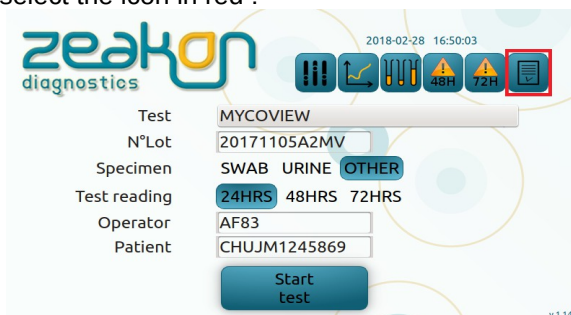 select the icon in red :
zeakon
diagnostics
2018-02-28 16:50:03
48H
72H
Test MYCOVIEW
N°Lot 20171105A2MV
Specimen SWAB URINE OTHER
Test reading 24HRS 48HRS 72HRS
Operator AF83
Patient CHUJM1245869
Start
test